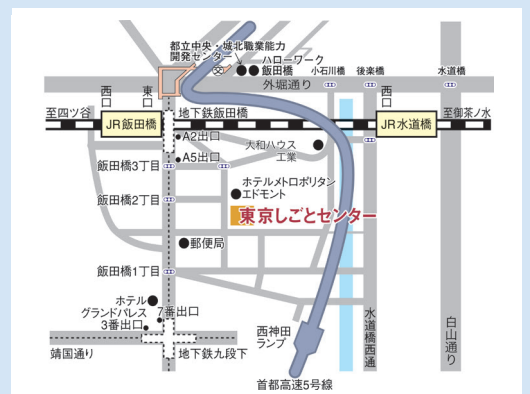 都立中央・城北職業能力
開発センター
ハローワーク
飯田橋
小石川橋
後楽橋
水道橋
外堀通り
西口
東口
西口
至四ツ谷
JR飯田橋
地下鉄飯田橋
JR水道橋
至御茶ノ水
A2出口
大和ハウス
工業
A5出口
飯田橋3丁目
ホテルメトロポリタン
エドモント
飯田橋2丁目
東京しごとセンター
郵便局
飯田橋1丁目
ホテル
グランドパレス
7番出口
3番出口
西神田
ランプ
水道橋西通
白山通り
靖国通り
地下鉄九段下
首都高速5号線